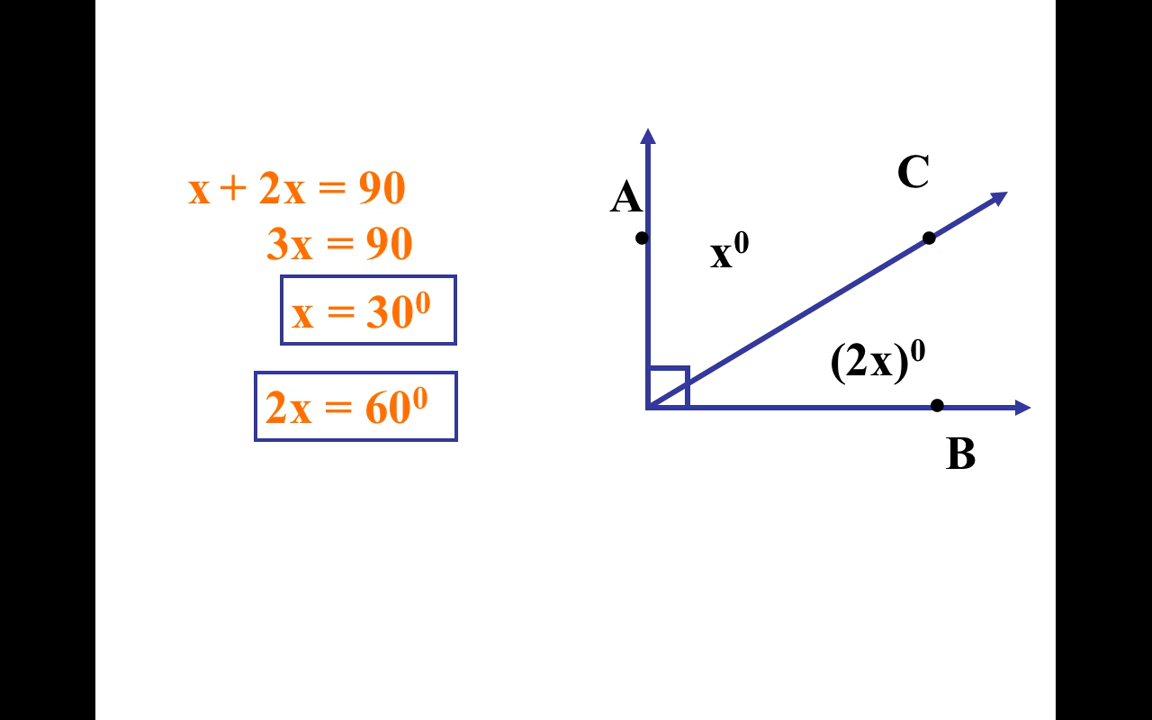 x + 2x = 90
3x = 90
x = 30⁰
2x = 60⁰
A
C
x⁰
(2x)⁰
B